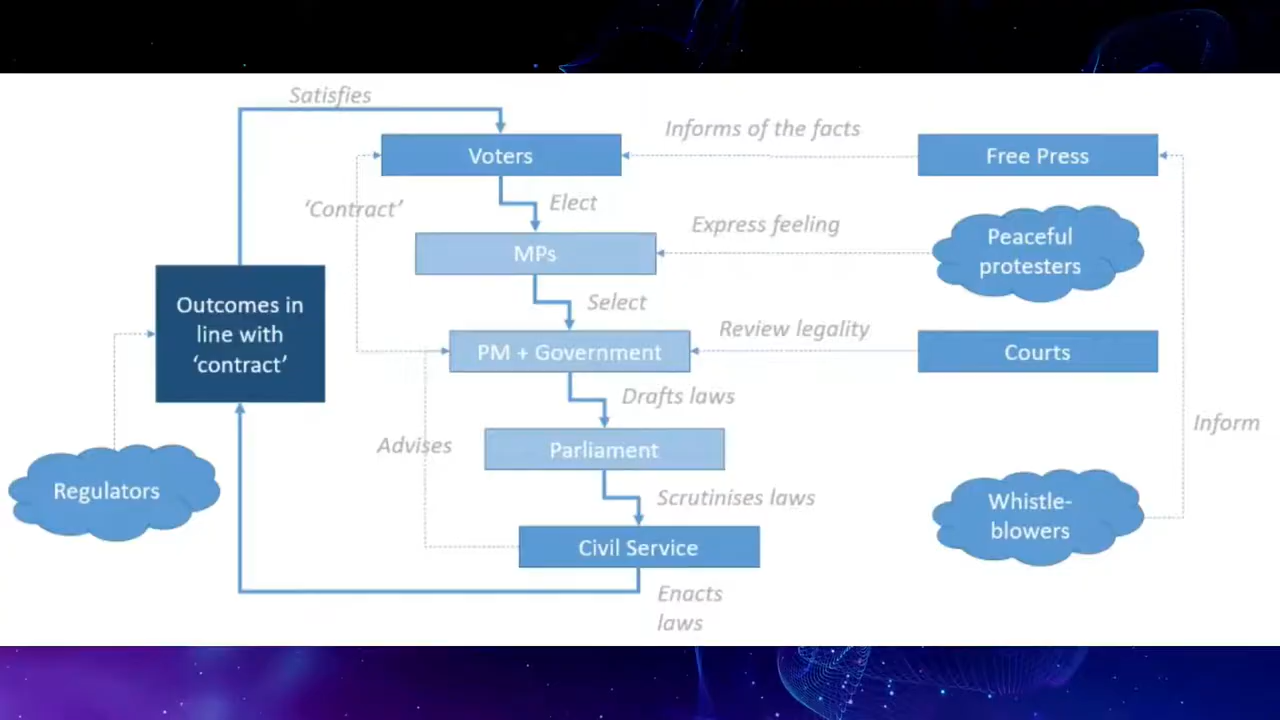 Satisfies
Informs of the facts
Voters
Free Press
'Contract'
Elect
Express feeling
MPs
Peaceful
protesters
Select
Outcomes in
line with
'contract'
Review legality
PM + Government
Courts
Drafts laws
Advises
Parliament
Inform
Regulators
Scrutinises laws
Whistle-
blowers
Civil Service
Enacts
laws